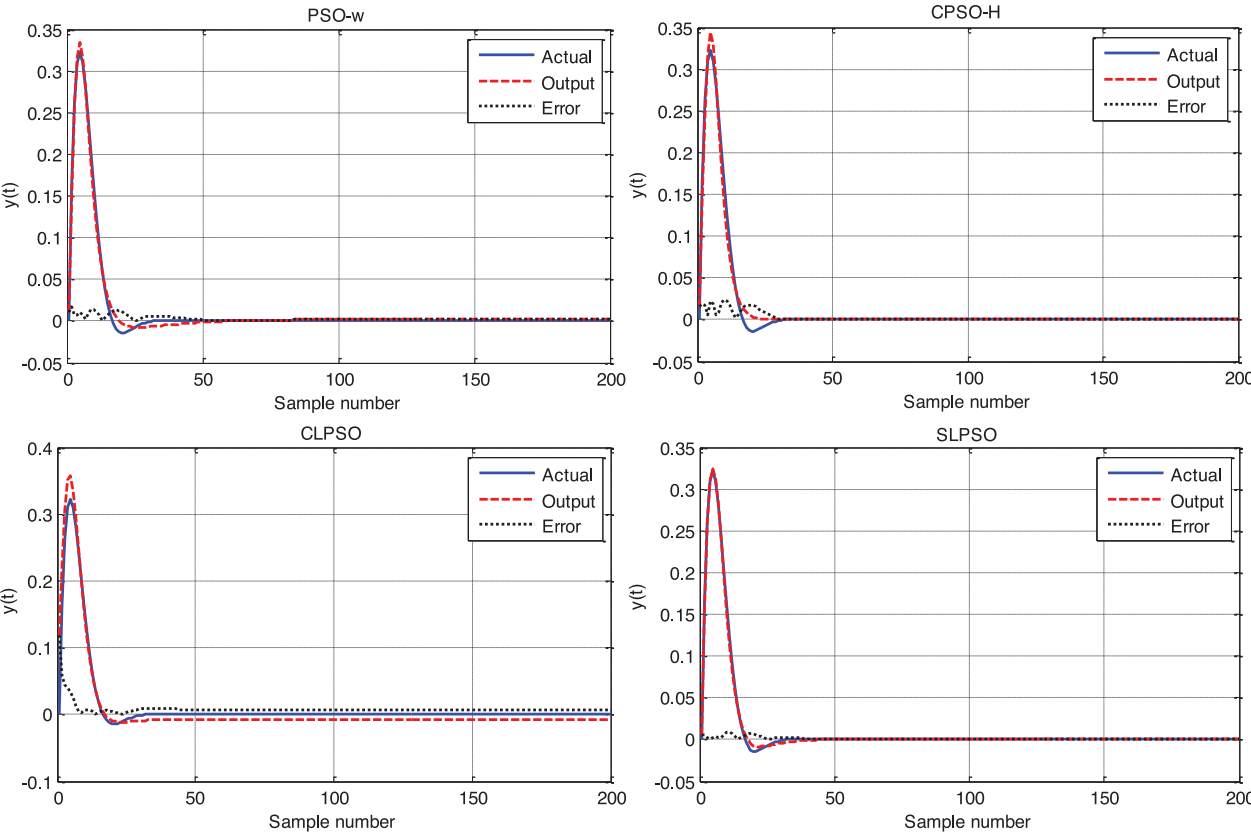 PSO-w
0.35
0.3
0.25
0.2
0.15
0.1
0.05
0
-0.05
y(t)
0 50 100 150 200
Sample number
Actual
Output
Error
CPSO-H
0.35
0.3
0.25
0.2
0.15
0.1
0.05
0
-0.05
y(t)
0 50 100 150 200
Sample number
Actual
Output
Error
CLPSO
0.4
0.3
0.2
0.1
0
-0.1
y(t)
0 50 100 150 200
Sample number
Actual
Output
Error
SLPSO
0.35
0.3
0.25
0.2
0.15
0.1
0.05
0
-0.05
y(t)
0 50 100 150 200
Sample number
Actual
Output
Error